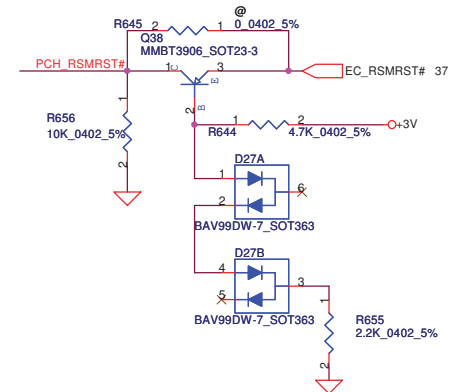 @
R645 2 1 0_0402_5%
Q38
MMBT3906_SOT23-3
PCH_RSMRST# 1 C 3 EC_RSMRST# 37
E
B
2
1
R656
10K_0402_5%
2
R644 1 2 4.7K_0402_5% +3V
D27A
1
6
2
BAV99DW-7_SOT363
D27B
4
3
5
BAV99DW-7_SOT363
1
R655
2.2K_0402_5%
2